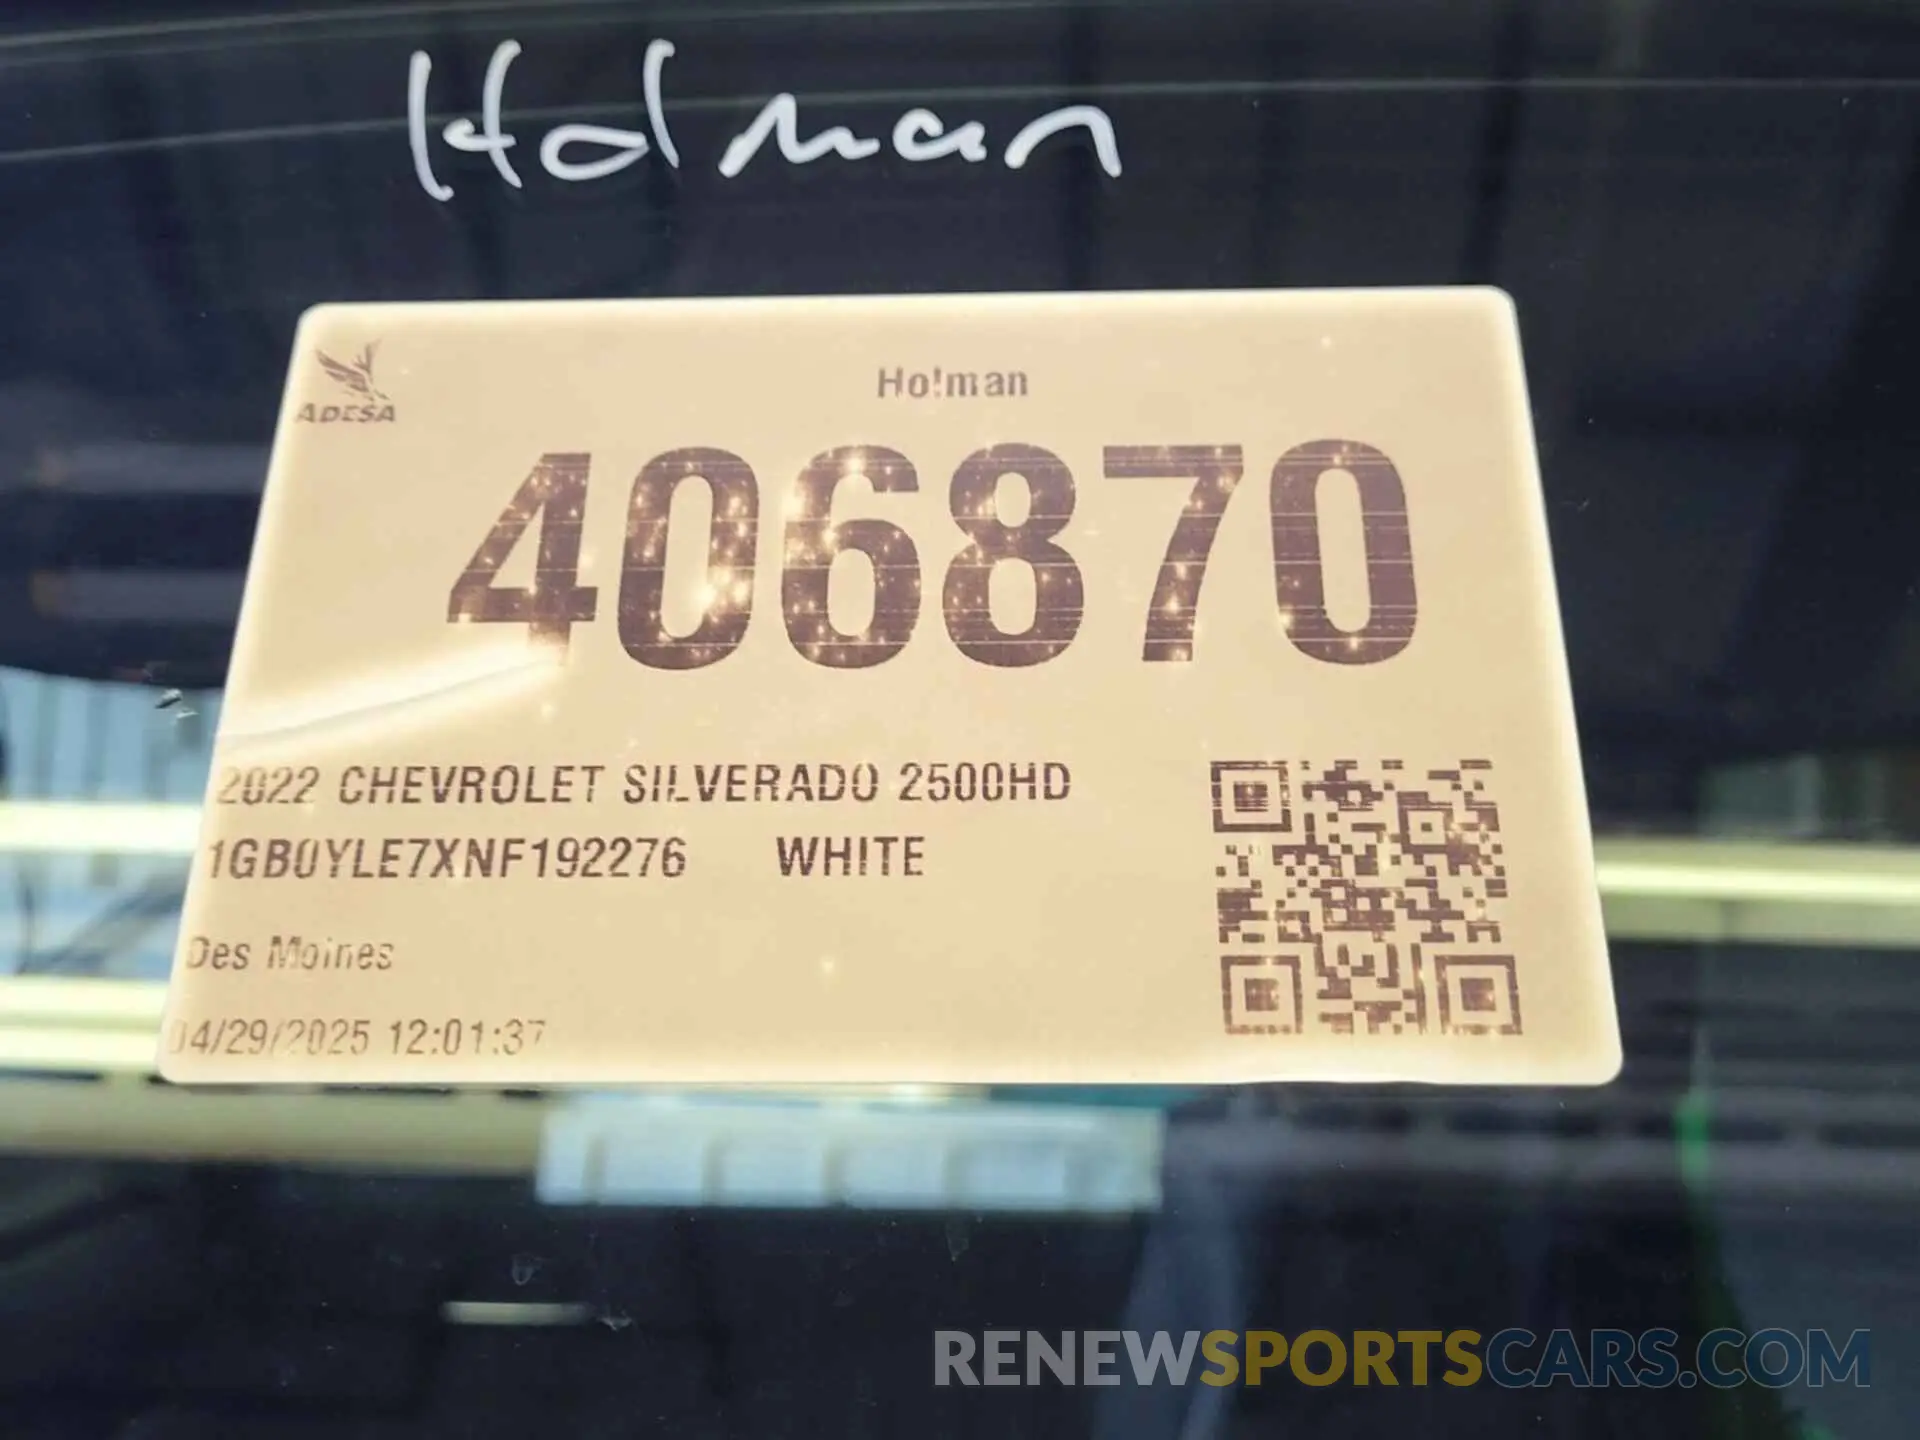 Holman
ADESA
Holman
406870
2022 CHEVROLET SILVERADO 2500HD
1GB0YLE7XNF192276 WHITE
Des Moines
04/29/2025 12:01:37
RENEWSPORTSCARS.COM